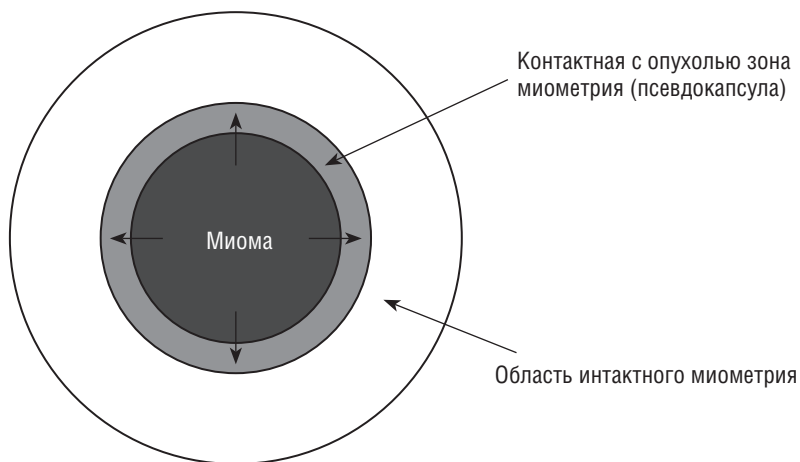 Контактная с опухолью зона
миометрия (псевдокапсула)
Миома
Область интактного миометрия